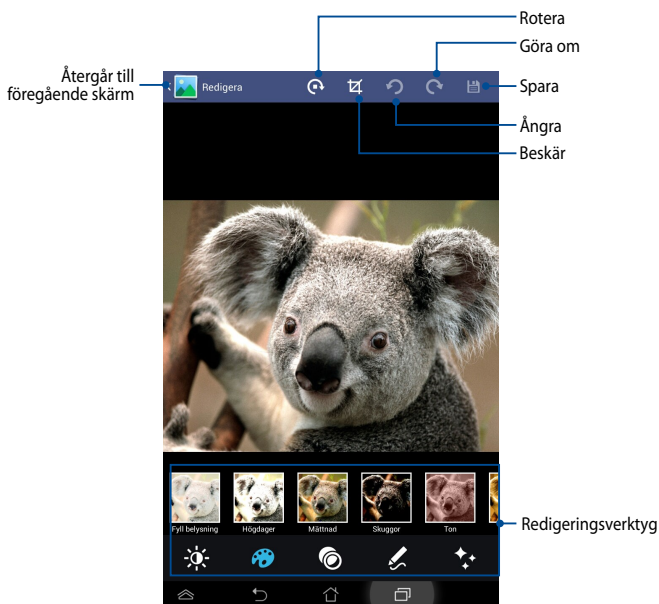 Rotera
Göra om
Återgår till
föregående skärm
Redigera
Spara
Ångra
Beskär
Fyll belysning
Högdager
Mättnad
Skuggor
Ton
Redigeringsverktyg